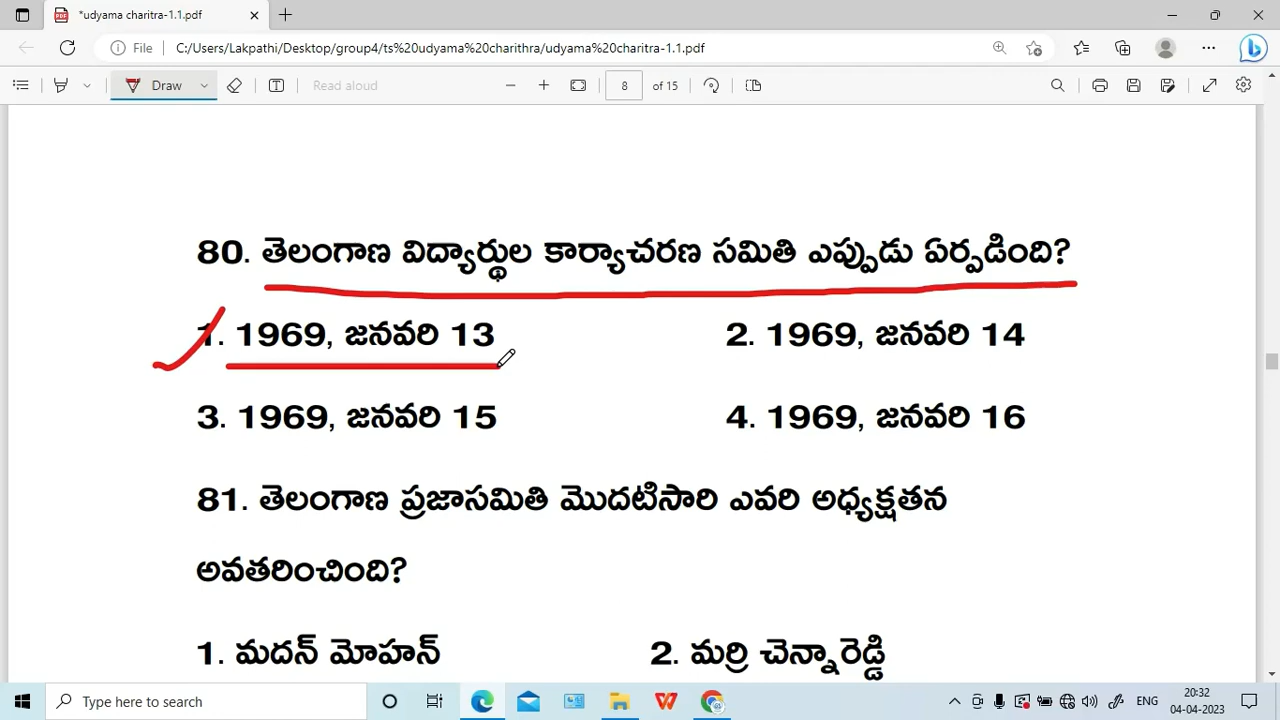 *udyama charitra-1.1.pdf
File
C:/Users/Lakpathi/Desktop/group4/ts%20udyama%20charithra/udyama%20charitra-1.1.pdf
Draw
Read aloud
8 of 15
80. తెలంగాణ విద్యార్థుల కార్యాచరణ సమితి ఎప్పుడు ఏర్పడింది?
1. 1969, జనవరి 13
2. 1969, జనవరి 14
3. 1969, జనవరి 15
4. 1969, జనవరి 16
81. తెలంగాణ ప్రజాసమితి మొదటిసారి ఎవరి అధ్యక్షతన
అవతరించింది?
1. మదన్ మోహన్
2. మర్రి చెన్నారెడ్డి
Type here to search
ENG
20:32
04-04-2023